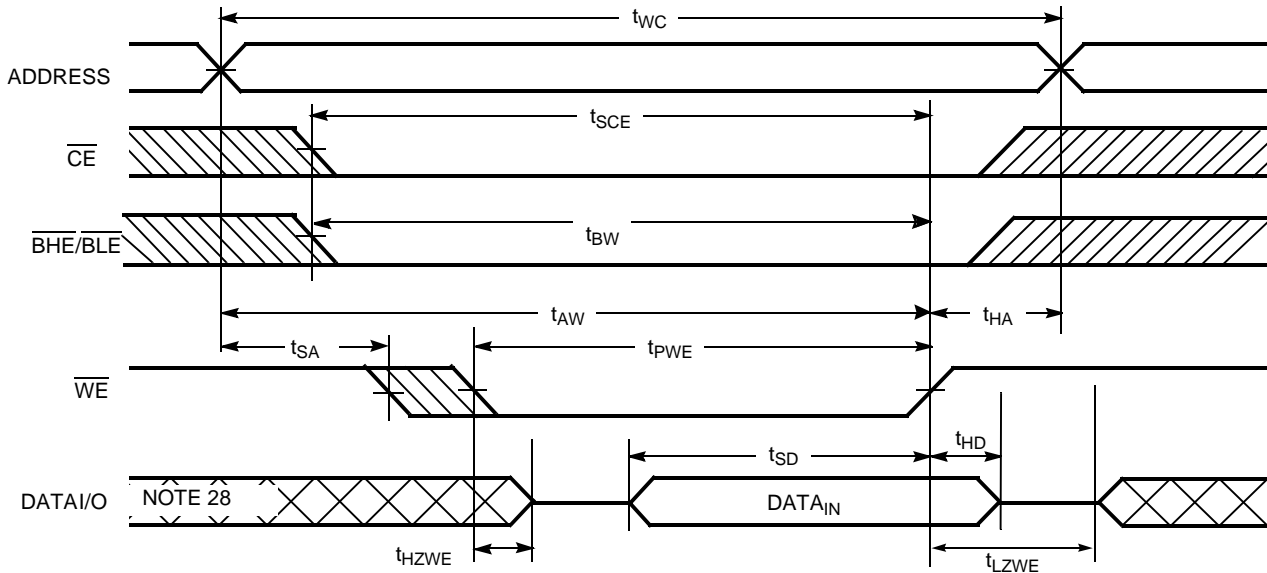 tWC
ADDRESS
tSCE
CE
tBW
BHE/BLE
tAW
tHA
tSA
tPWE
WE
tHD
tSD
DATAI/O
NOTE 28
DATAIN
tHZWE
tLZWE